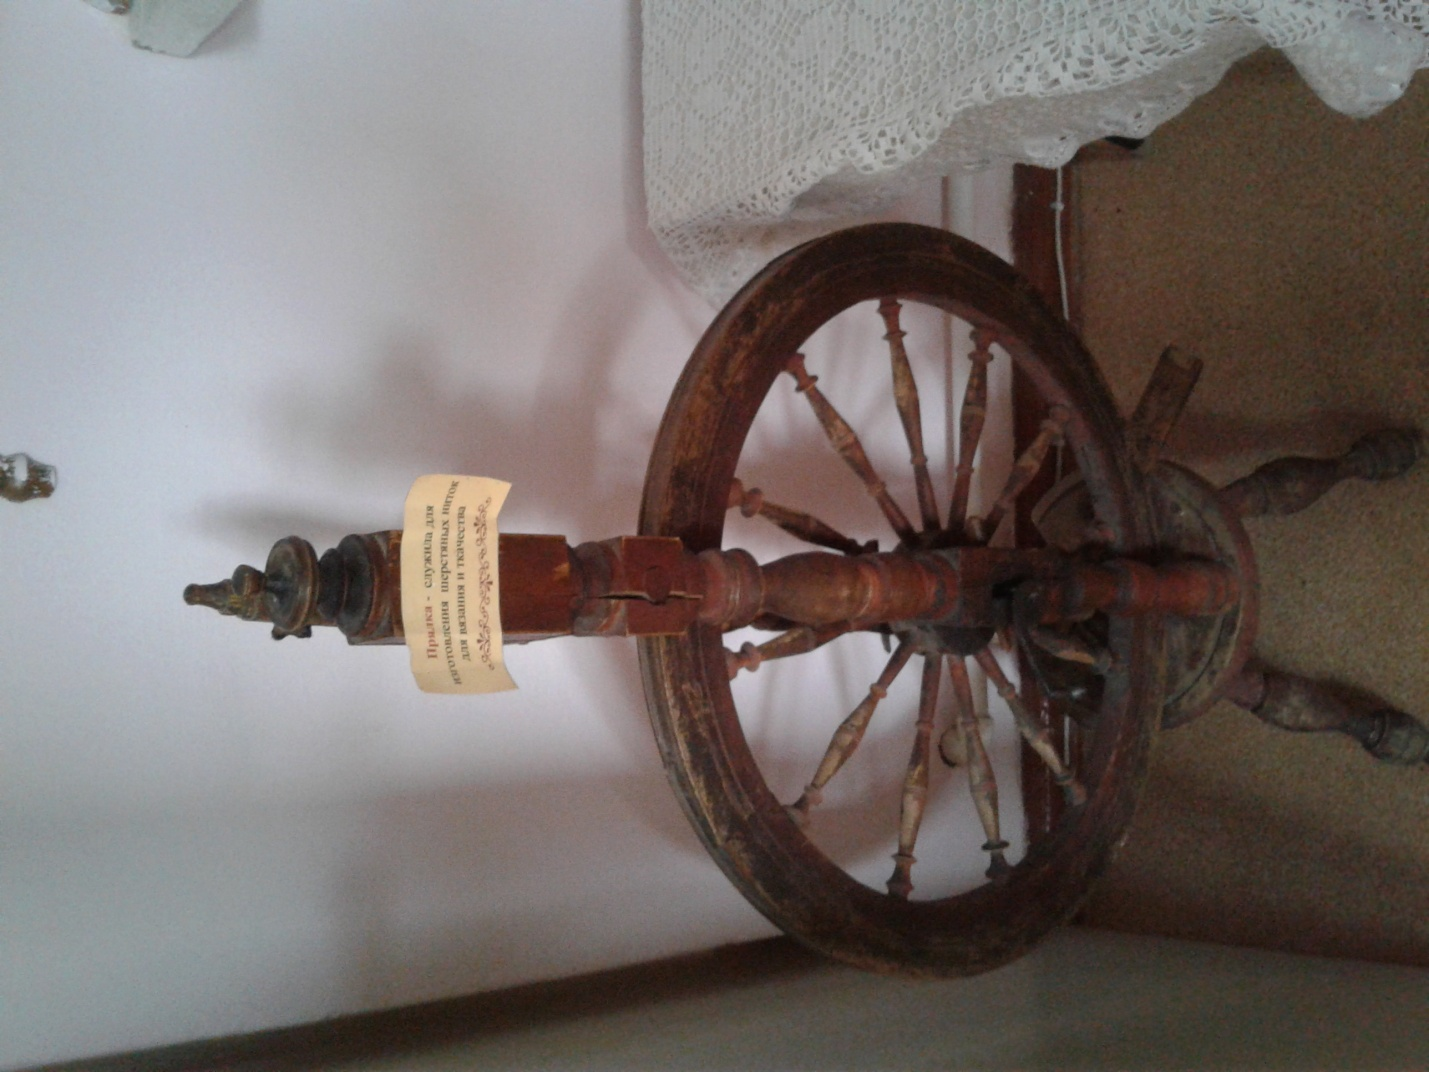 Прялка - служила для
изготовления шерстяных ниток
для вязания и ткачества